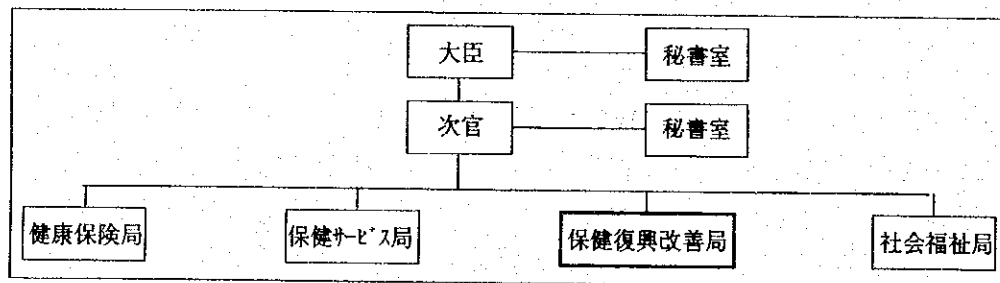 大臣
秘書室
次官
秘書室
健康保険局
保健サービス局
保健復興改善局
社会福祉局